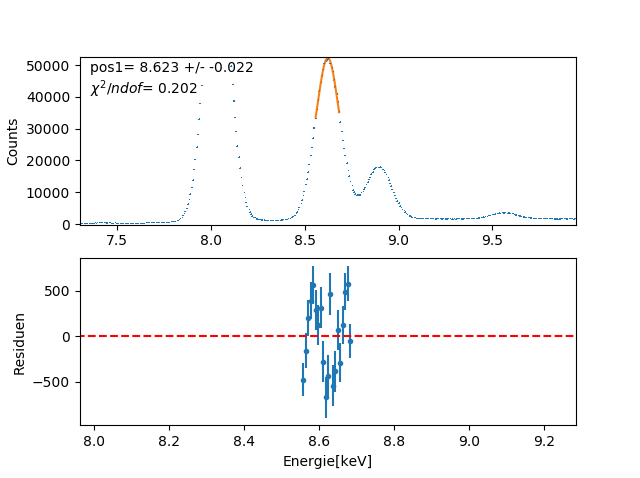 50000
40000
30000
20000
10000
0
Counts
pos1= 8.623 +/- -0.022
χ²/ndof= 0.202
7.5 8.0 8.5 9.0 9.5
500
0
−500
Residuen
8.0 8.2 8.4 8.6 8.8 9.0 9.2
Energie[keV]